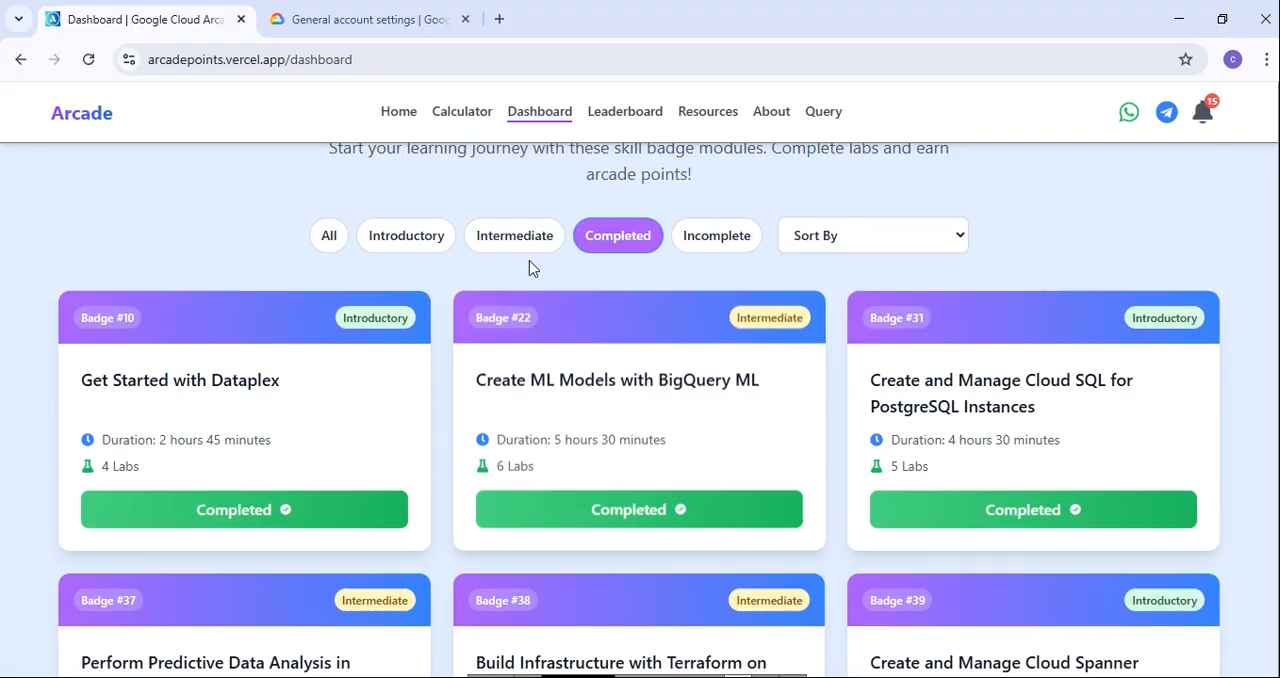 Dashboard | Google Cloud Arca
General account settings | Goog
arcadepoints.vercel.app/dashboard
c
Arcade
Home
Calculator
Dashboard
Leaderboard
Resources
About
Query
15
Start your learning journey with these skill badge modules. Complete labs and earn
arcade points!
All
Introductory
Intermediate
Completed
Incomplete
Sort By
Badge #10
Introductory
Get Started with Dataplex
Duration: 2 hours 45 minutes
4 Labs
Completed
Badge #22
Intermediate
Create ML Models with BigQuery ML
Duration: 5 hours 30 minutes
6 Labs
Completed
Badge #31
Introductory
Create and Manage Cloud SQL for
PostgreSQL Instances
Duration: 4 hours 30 minutes
5 Labs
Completed
Badge #37
Intermediate
Perform Predictive Data Analysis in
Badge #38
Intermediate
Build Infrastructure with Terraform on
Badge #39
Introductory
Create and Manage Cloud Spanner